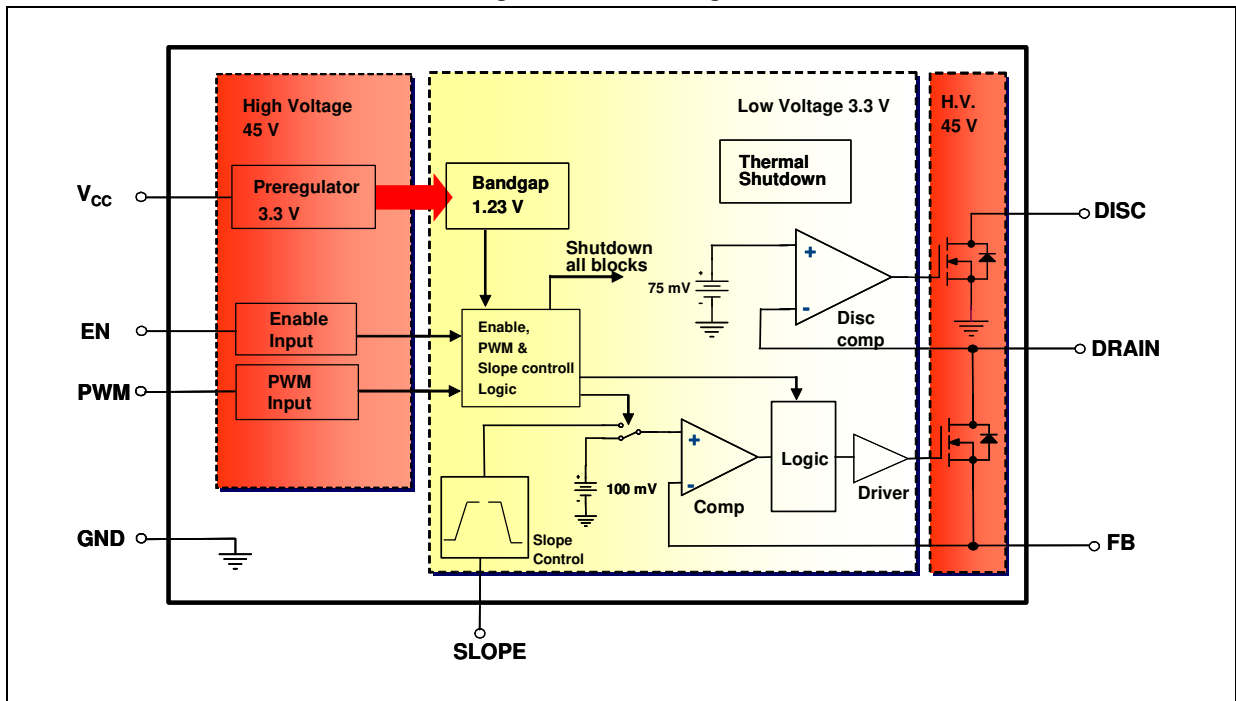 High Voltage
45 V
Low Voltage 3.3 V
H.V.
45 V
Thermal
Shutdown
VCC
Preregulator
3.3 V
Bandgap
1.23 V
DISC
Shutdown
all blocks
+
75 mV
-
+
-
Disc
comp
EN
Enable
Input
Enable,
PWM &
Slope controll
Logic
DRAIN
PWM
PWM
Input
+
100 mV
-
+
-
Comp
Logic
Driver
GND
Slope
Control
FB
SLOPE